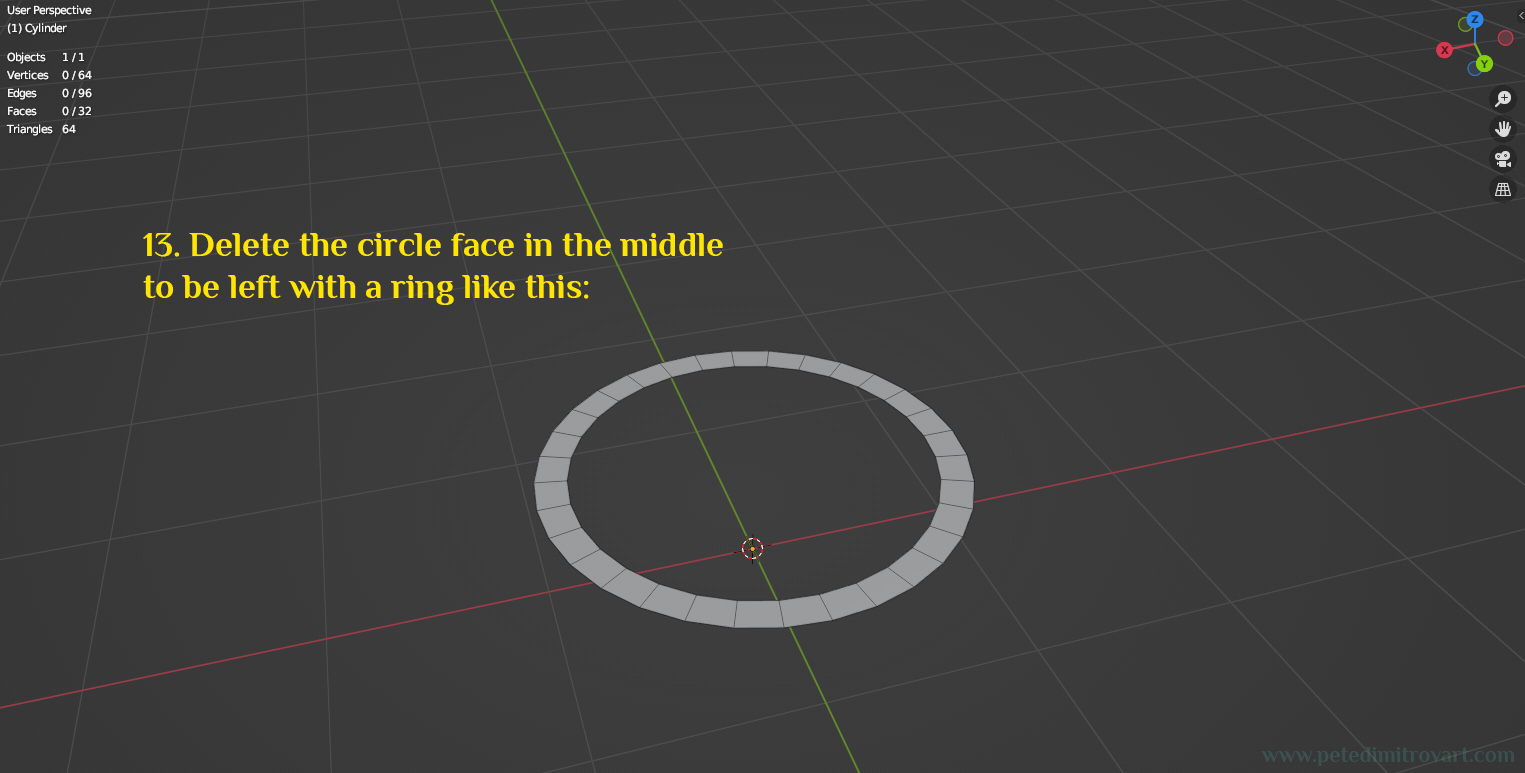 User Perspective
(1) Cylinder
Objects 1 / 1
Vertices 0 / 64
Edges 0 / 96
Faces 0 / 32
Triangles 64
Z
X
Y
13. Delete the circle face in the middle
to be left with a ring like this:
www.petedimitrovart.com